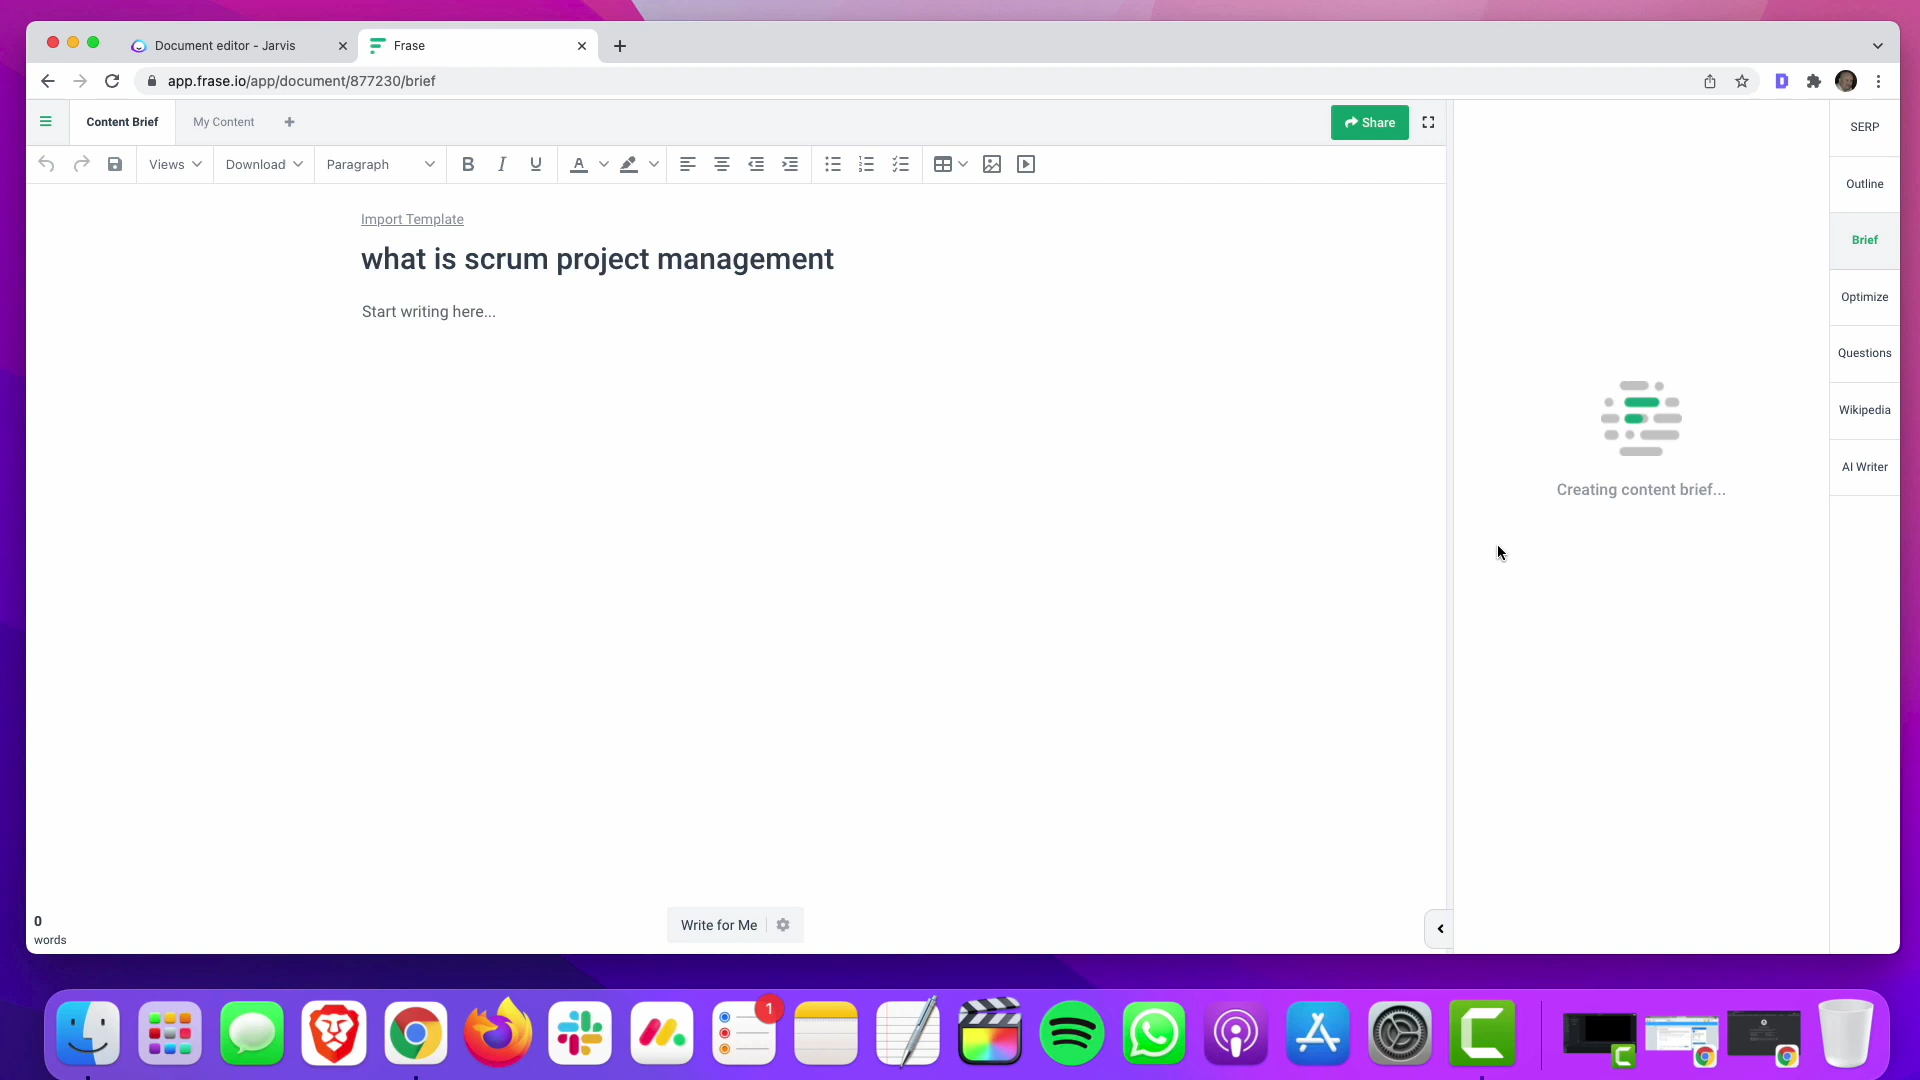 Document editor - Jarvis
Frase
app.frase.io/app/document/877230/brief
Content Brief
My Content
Share
Views
Download
Paragraph
B
I
U
A
Import Template
what is scrum project management
Start writing here...
Creating content brief...
SERP
Outline
Brief
Optimize
Questions
Wikipedia
AI Writer
0
words
Write for Me
1